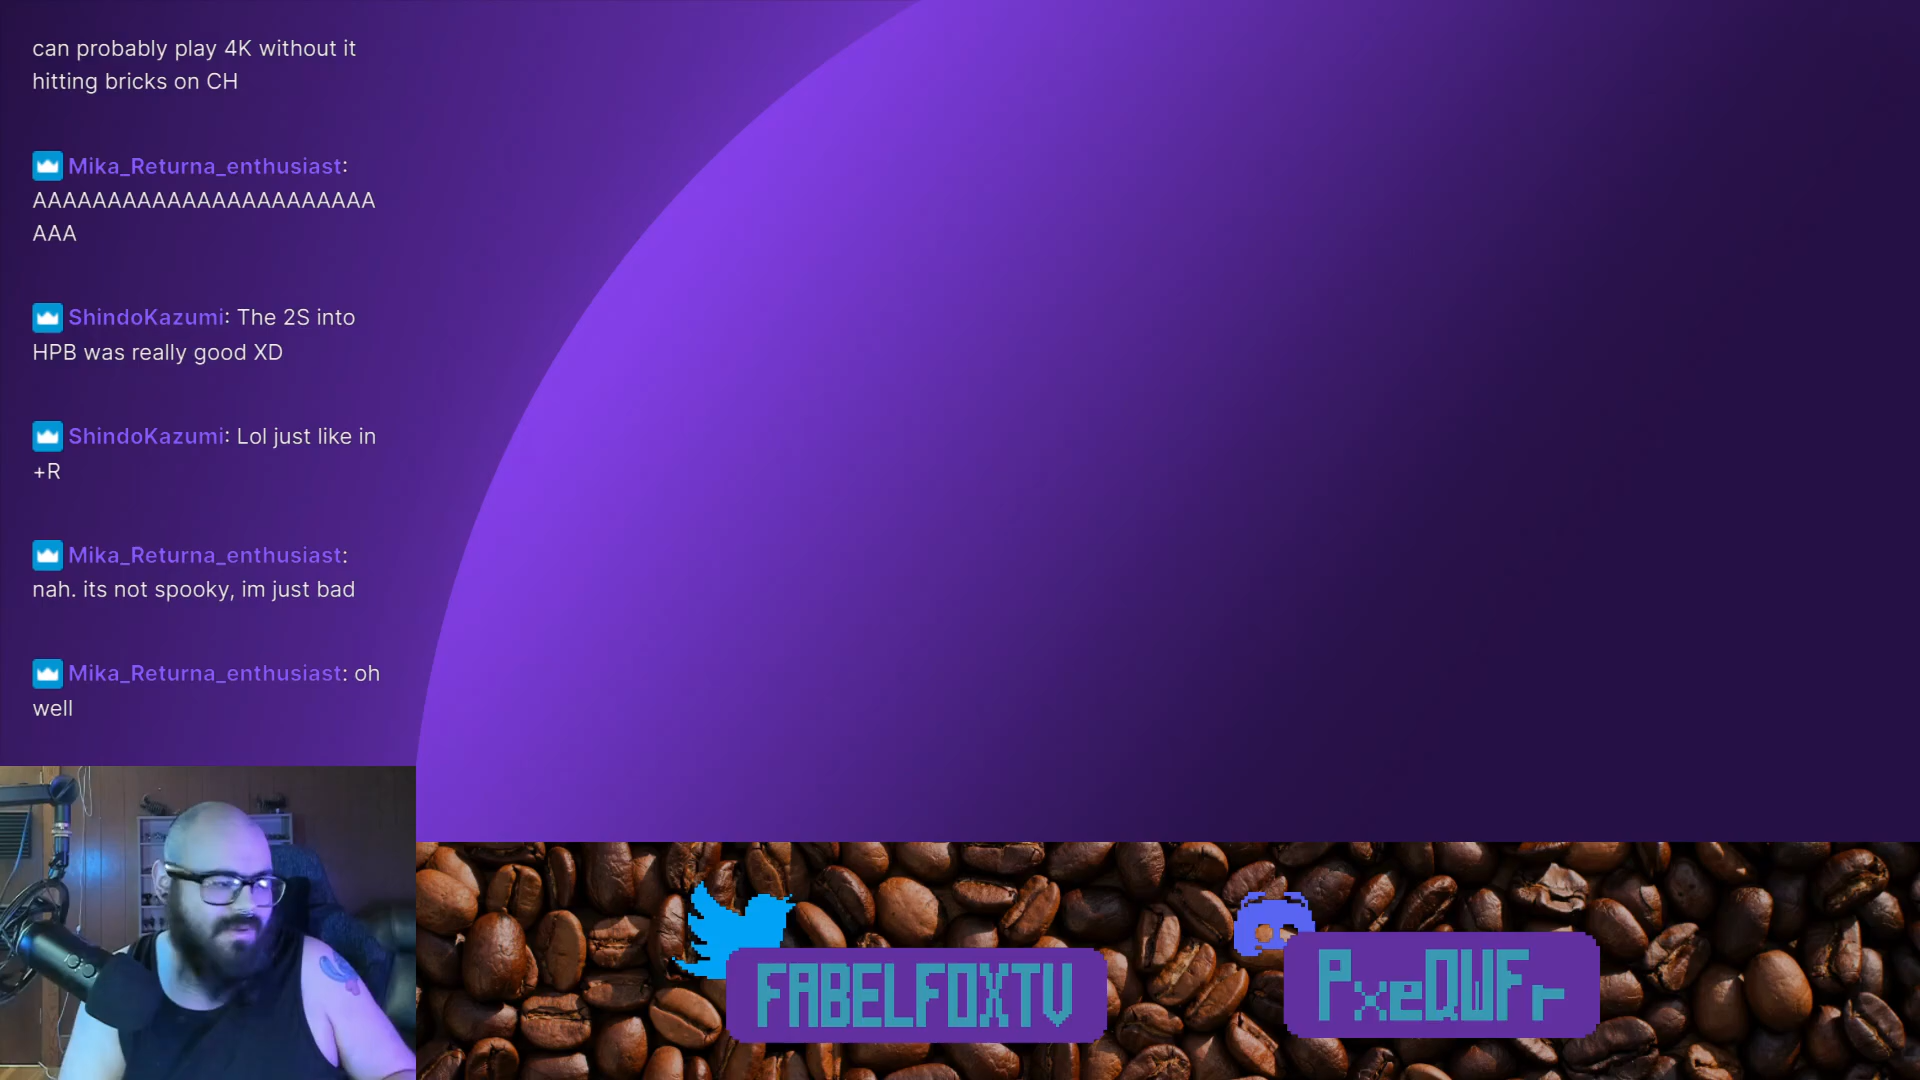 can probably play 4K without it
hitting bricks on CH
Mika_Returna_enthusiast:
AAAAAAAAAAAAAAAAAAAAAAA
AAA
ShindoKazumi: The 2S into
HPB was really good XD
ShindoKazumi: Lol just like in
+R
Mika_Returna_enthusiast:
nah. its not spooky, im just bad
Mika_Returna_enthusiast: oh
well
FABELFOXTV
PxeQWFr